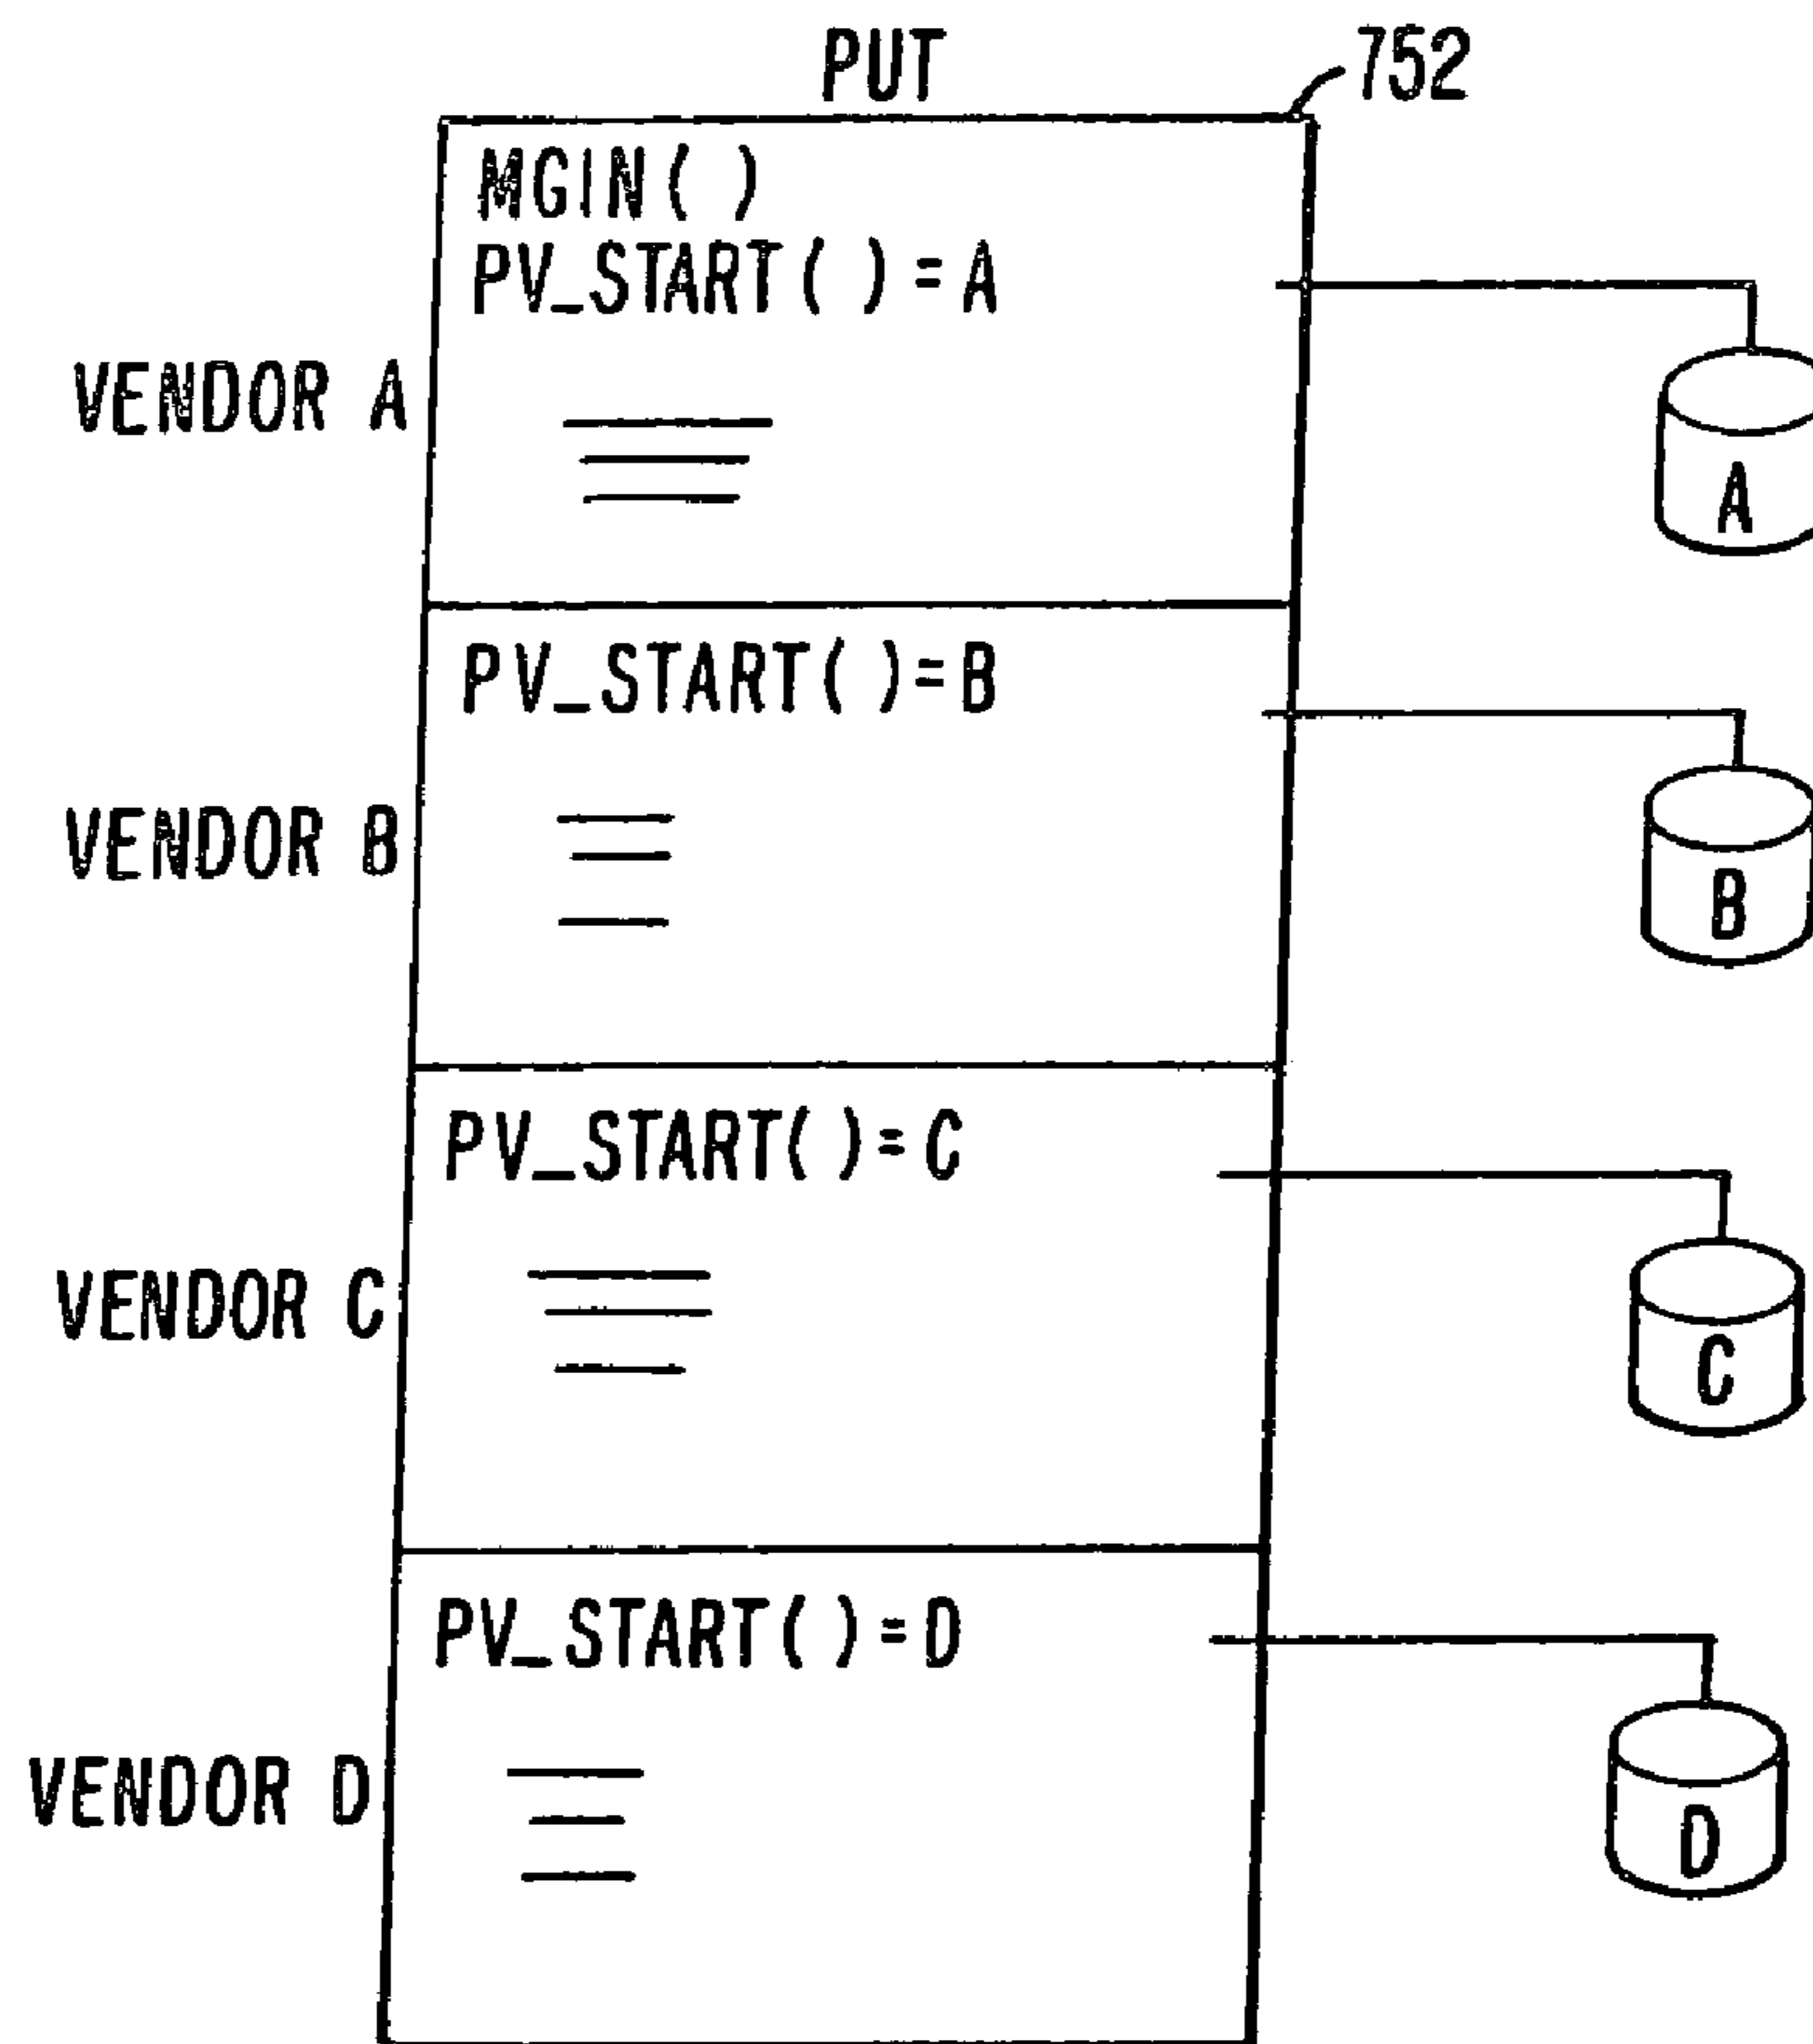 PUT
752
MGIN( )
PV_START( )=A
VENDOR A
A
PV_START( )=B
VENDOR B
B
PV_START( )=C
VENDOR C
C
PV_START( )=D
VENDOR D
D